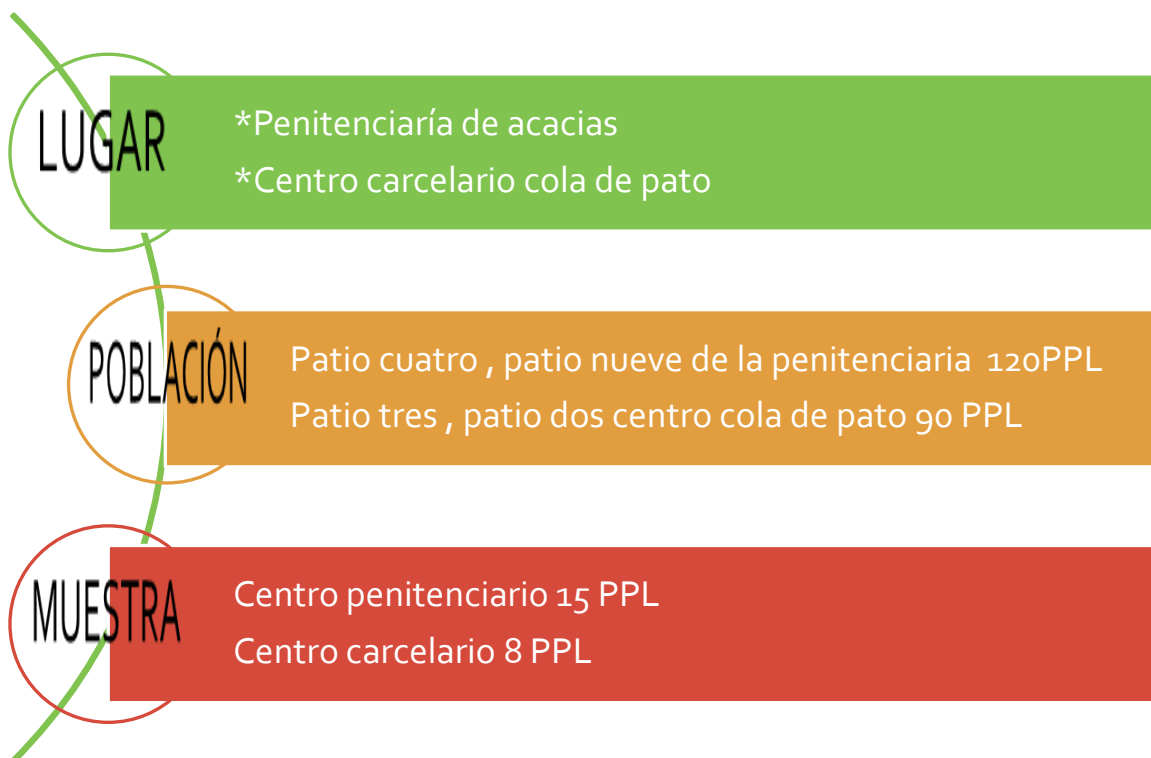 LUGAR
*Penitenciaría de acacias
*Centro carcelario cola de pato
POBLACIÓN
Patio cuatro , patio nueve de la penitenciaria 120PPL
Patio tres , patio dos centro cola de pato 90 PPL
MUESTRA
Centro penitenciario 15 PPL
Centro carcelario 8 PPL